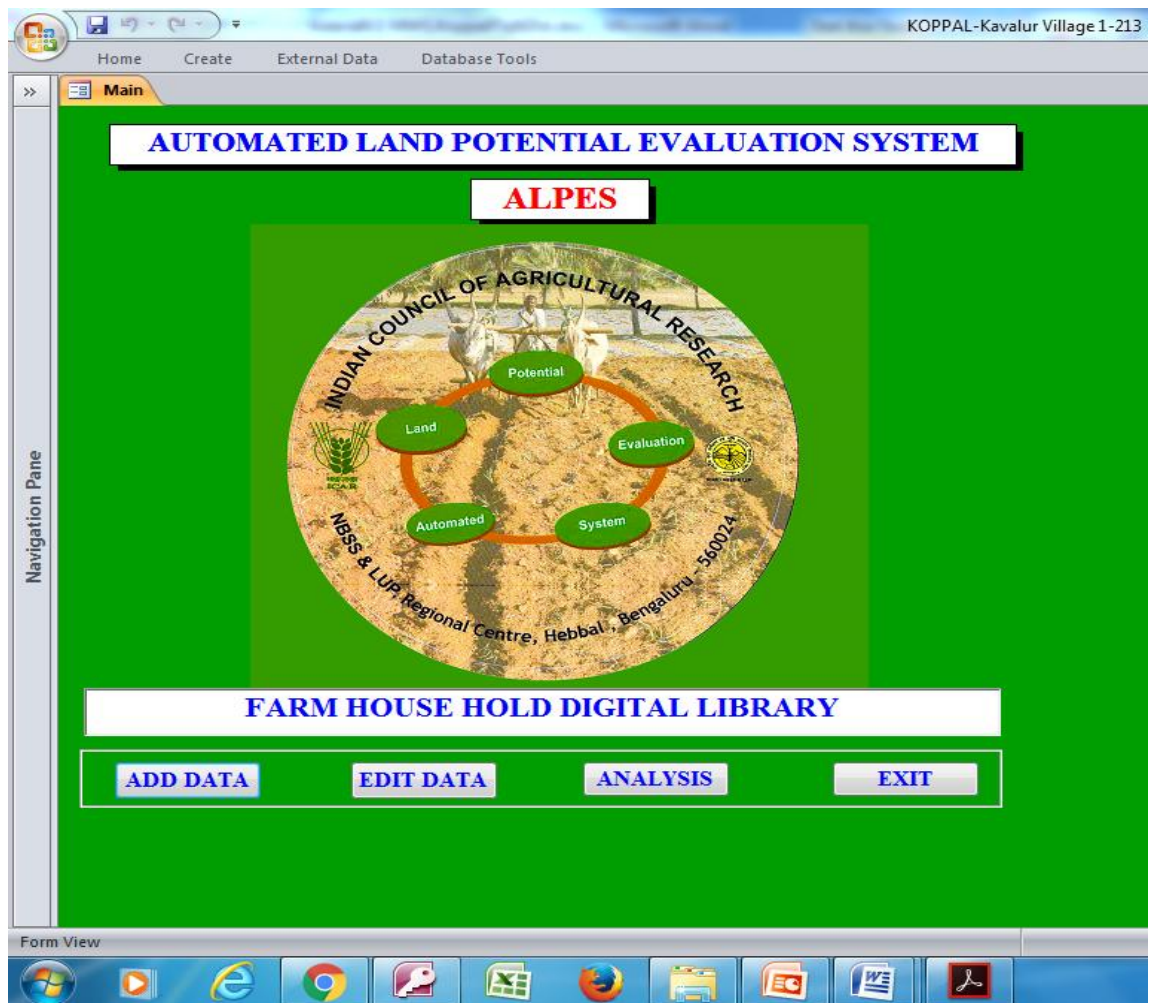 KOPPAL-Kavalur Village 1-213
Home Create External Data Database Tools
» Main
Navigation Pane
AUTOMATED LAND POTENTIAL EVALUATION SYSTEM
ALPES
INDIAN COUNCIL OF AGRICULTURAL RESEARCH
Potential
Land
Evaluation
ICAR
Automated
System
NBSS & LUP, Regional Centre, Hebbal , Bengaluru - 560024
FARM HOUSE HOLD DIGITAL LIBRARY
ADD DATA EDIT DATA ANALYSIS EXIT
Form View